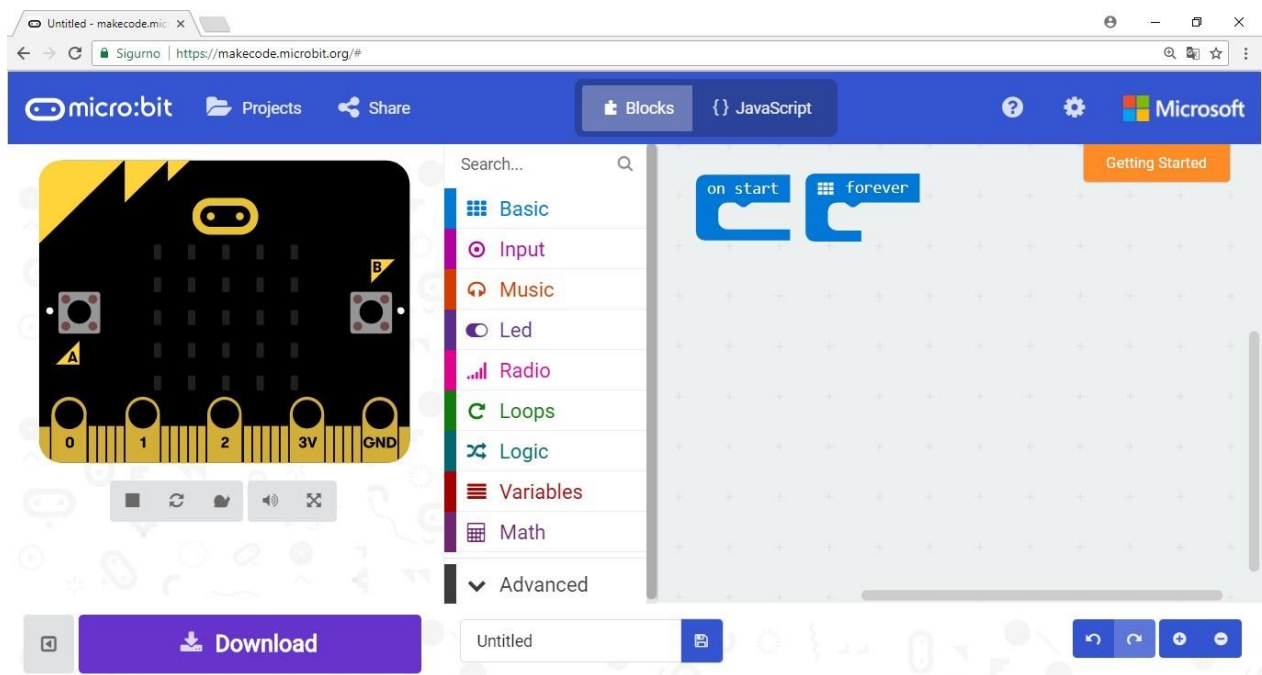 Untitled - makecode.mic
Sigurno | https://makecode.microbit.org/#
micro:bit Projects Share Blocks {} JavaScript ? Microsoft
Getting Started
Search...
Basic
Input
Music
Led
Radio
Loops
Logic
Variables
Math
Advanced
on start
forever
B
A
0 1 2 3V GND
Download
Untitled